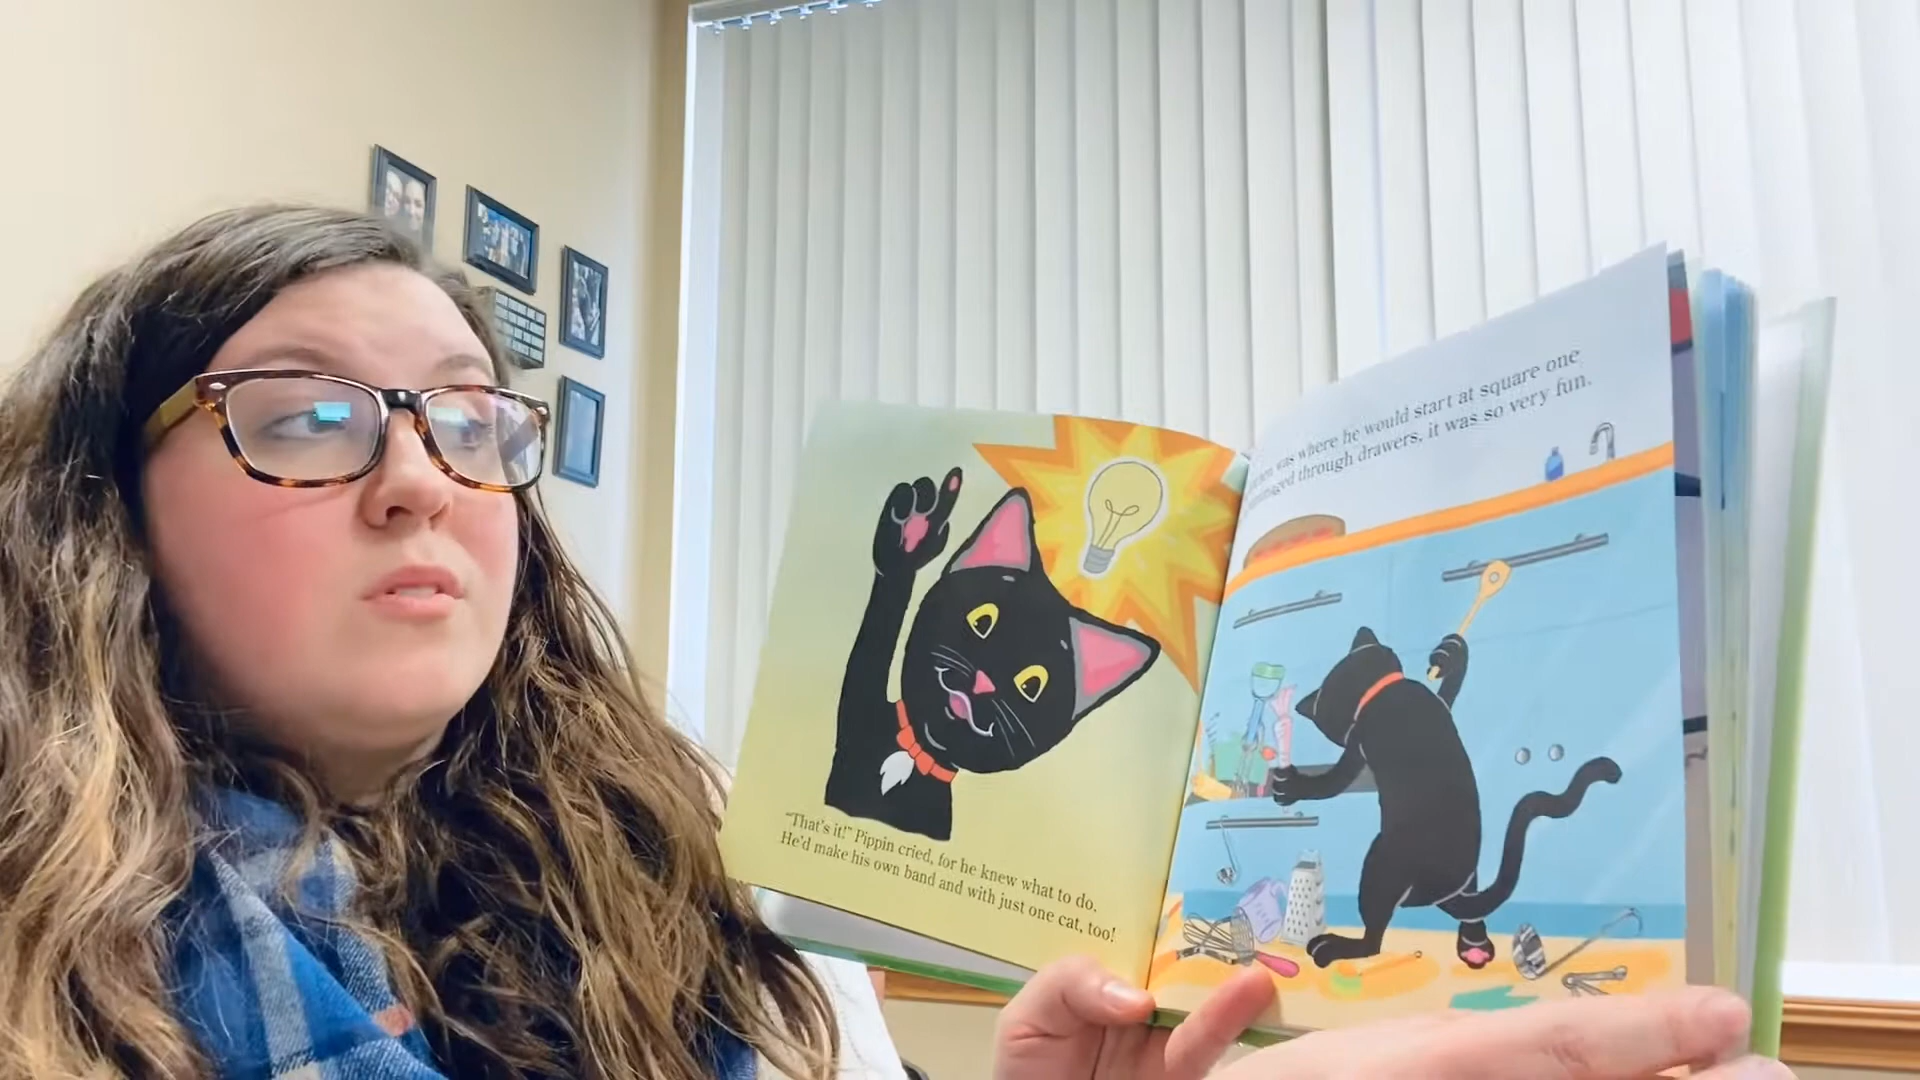 "That's it!" Pippin cried, for he knew what to do.
He'd make his own band and with just one cat, too!
was where he would start at square one
through drawers, it was so very fun.